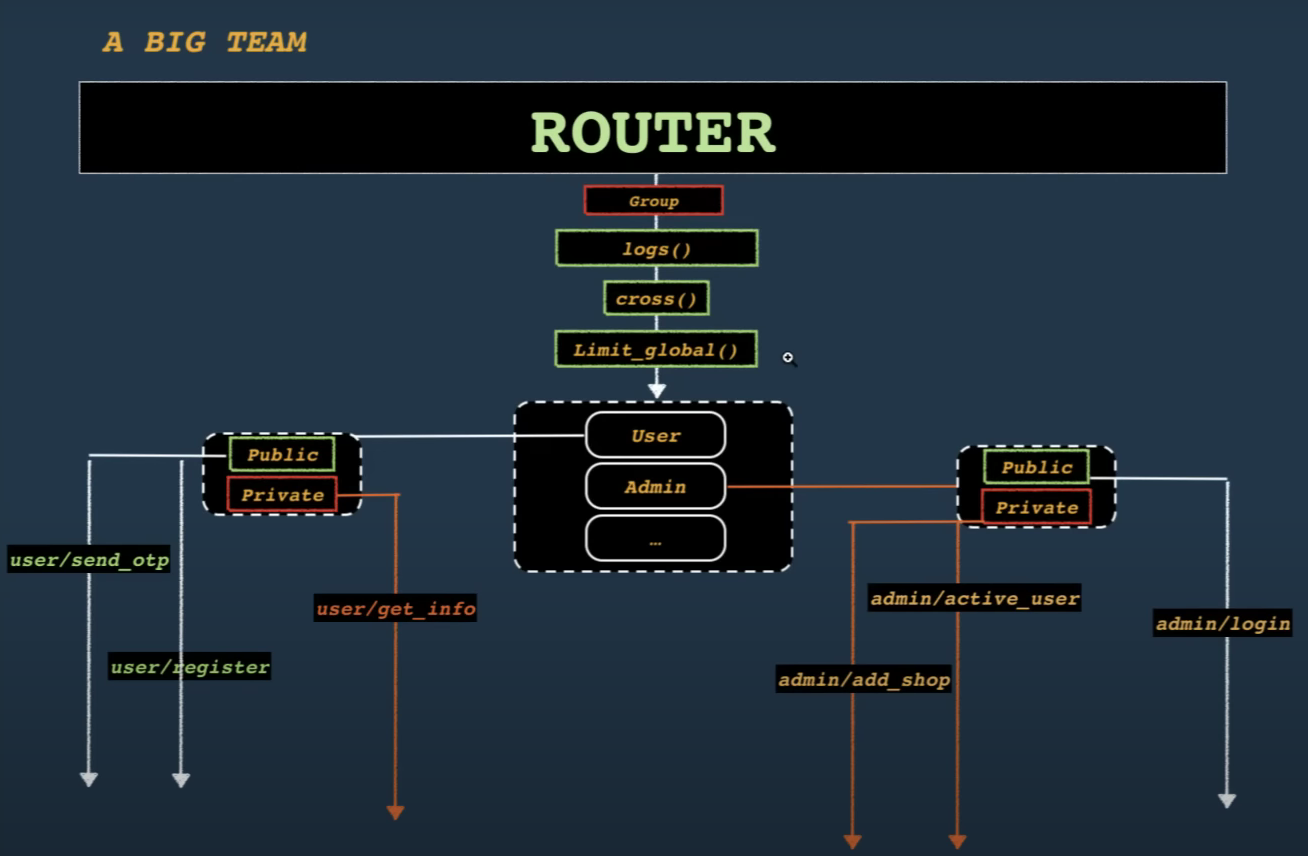 A BIG TEAM
ROUTER
Group
logs()
cross()
Limit_global()
User
Admin
…
Public
Private
user/send_otp
user/register
user/get_info
Public
Private
admin/active_user
admin/add_shop
admin/login